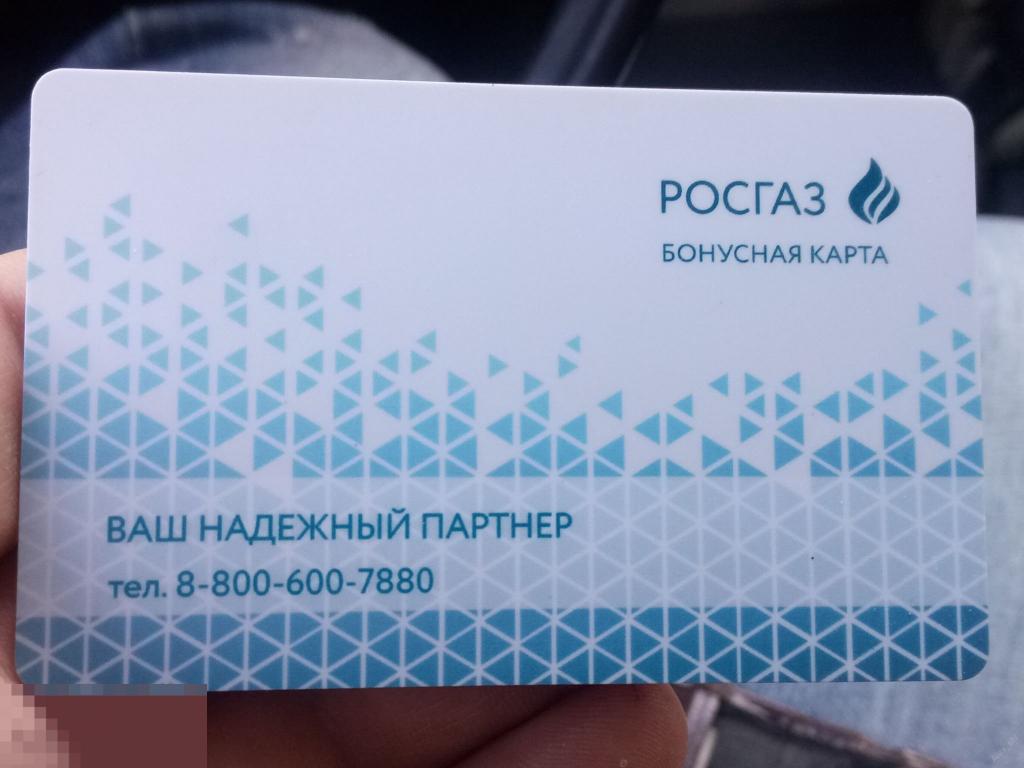 РОСГАЗ
БОНУСНАЯ КАРТА
ВАШ НАДЕЖНЫЙ ПАРТНЕР
тел. 8-800-600-7880